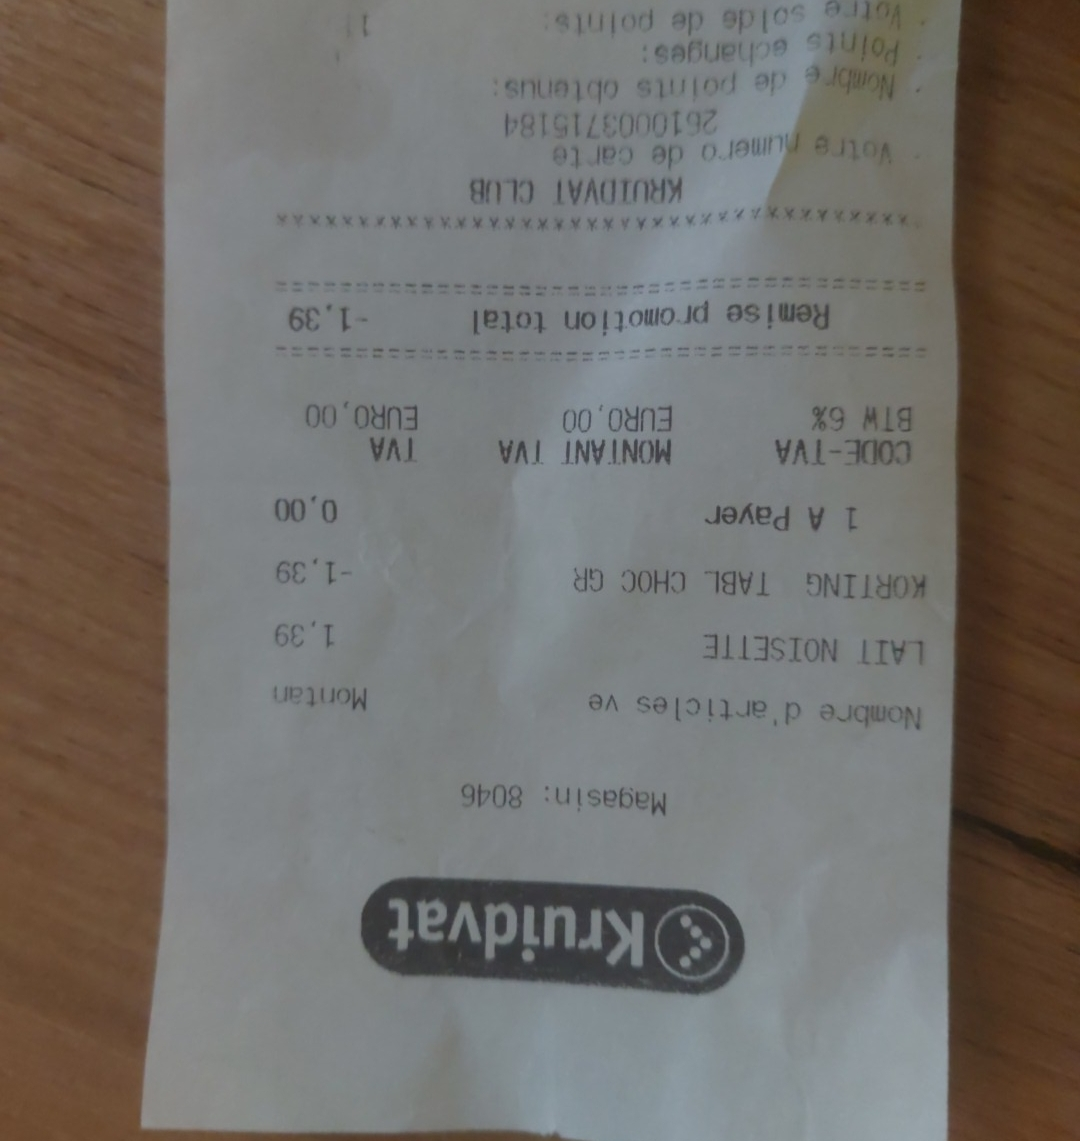 Kruidvat
Magasin: 8046
Nombre d'articles ve Montan
LAIT NOISETTE 1,39
KORTING TABL CHOC GR -1,39
1 A Payer 0,00
CODE-TVA MONTANT TVA TVA
BTW 6% EURO,00 EURO,00
================================================
Remise promotion total -1,39
================================================
****************************************
KRUIDVAT CLUB
Votre numero de carte
2610003715184
Nombre de points obtenus:
Points echanges:
Votre solde de points: